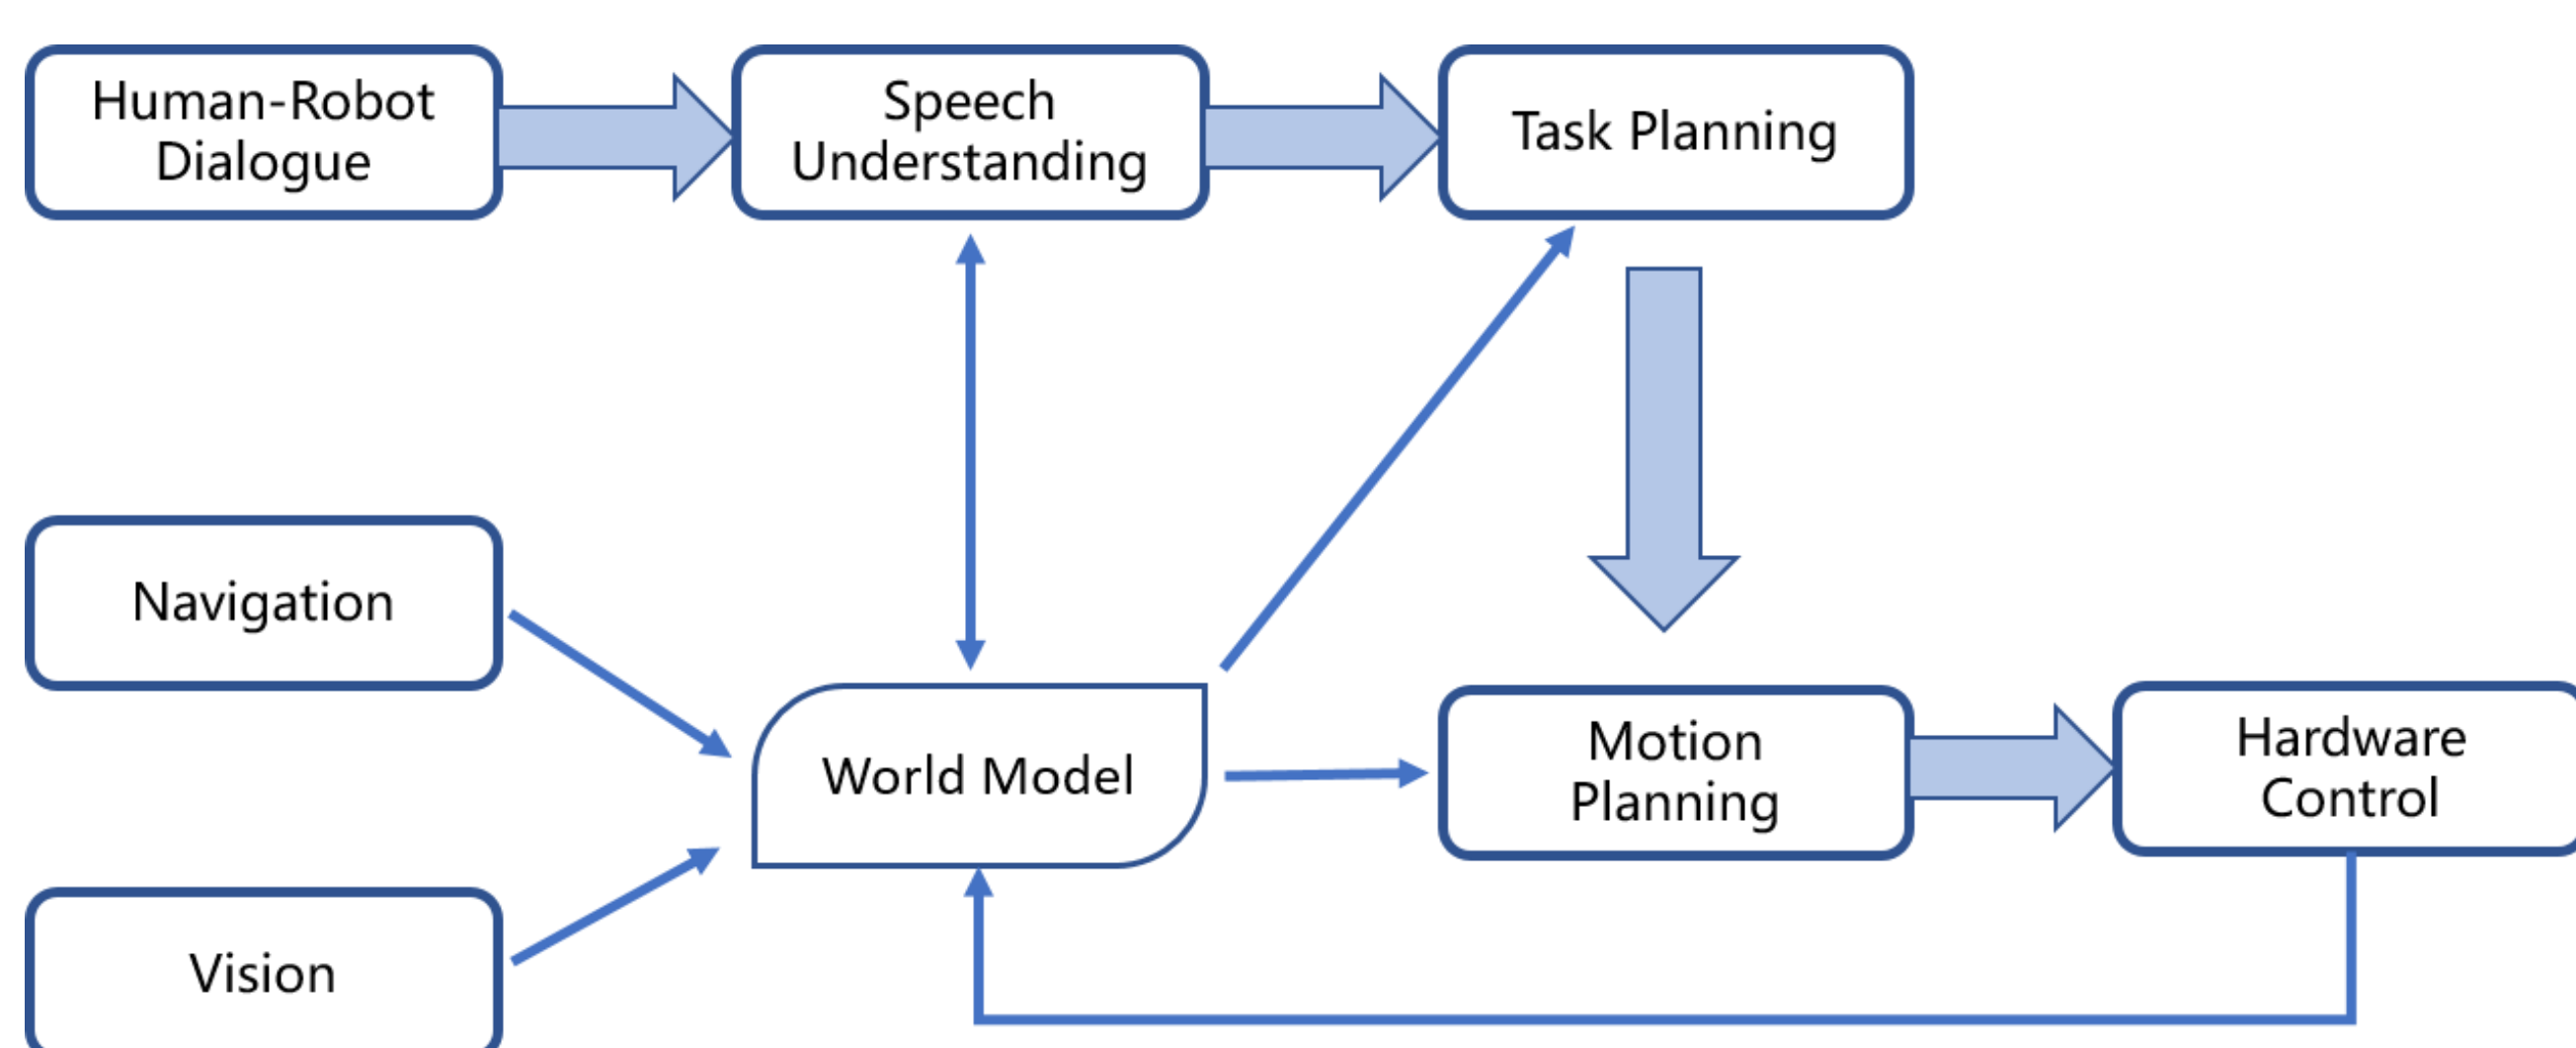 Human-Robot
Dialogue
Speech
Understanding
Task Planning
Navigation
World Model
Motion
Planning
Hardware
Control
Vision